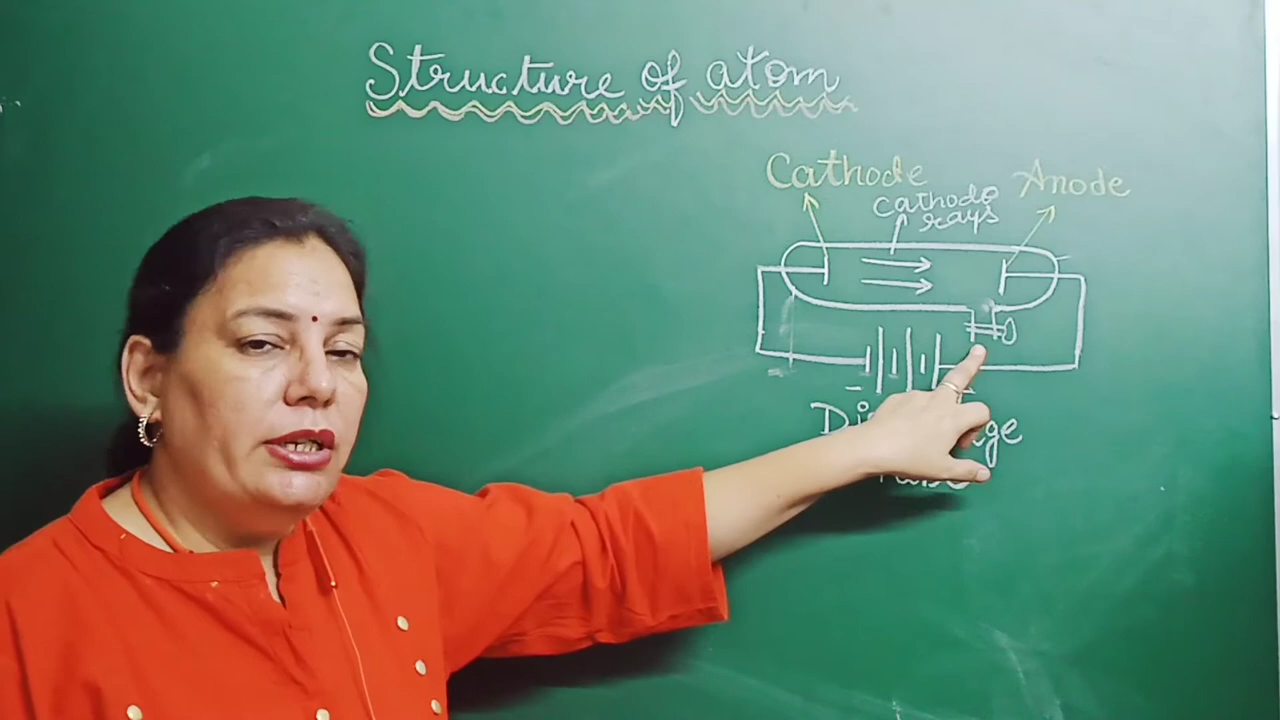 Structure of atom
Cathode
Anode
Cathode
rays
−